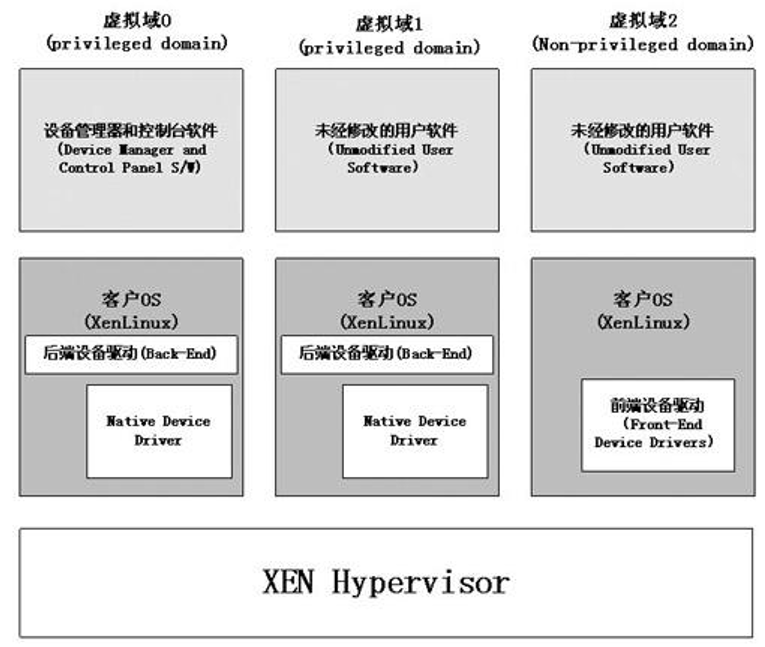 虚拟域0
(privileged domain)
虚拟域1
(privileged domain)
虚拟域2
(Non-privileged domain)
设备管理器和控制台软件
(Device Manager and
Control Panel S/W)
未经修改的用户软件
(Unmodified User
Software)
未经修改的用户软件
(Unmodified User
Software)
客户OS
(XenLinux)
后端设备驱动(Back-End)
Native Device
Driver
客户OS
(XenLinux)
后端设备驱动(Back-End)
Native Device
Driver
客户OS
(XenLinux)
前端设备驱动
(Front-End
Device Drivers)
XEN Hypervisor